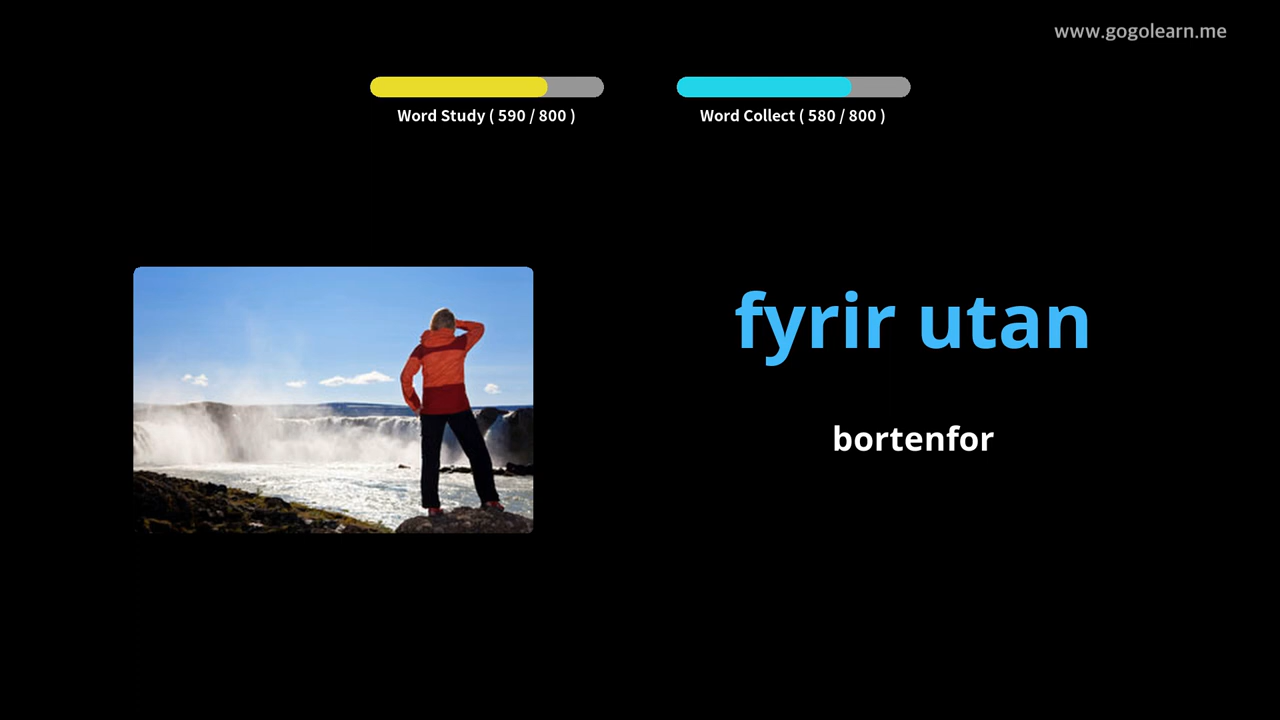 www.gogolearn.me
Word Study ( 590 / 800 )
Word Collect ( 580 / 800 )
fyrir utan
bortenfor